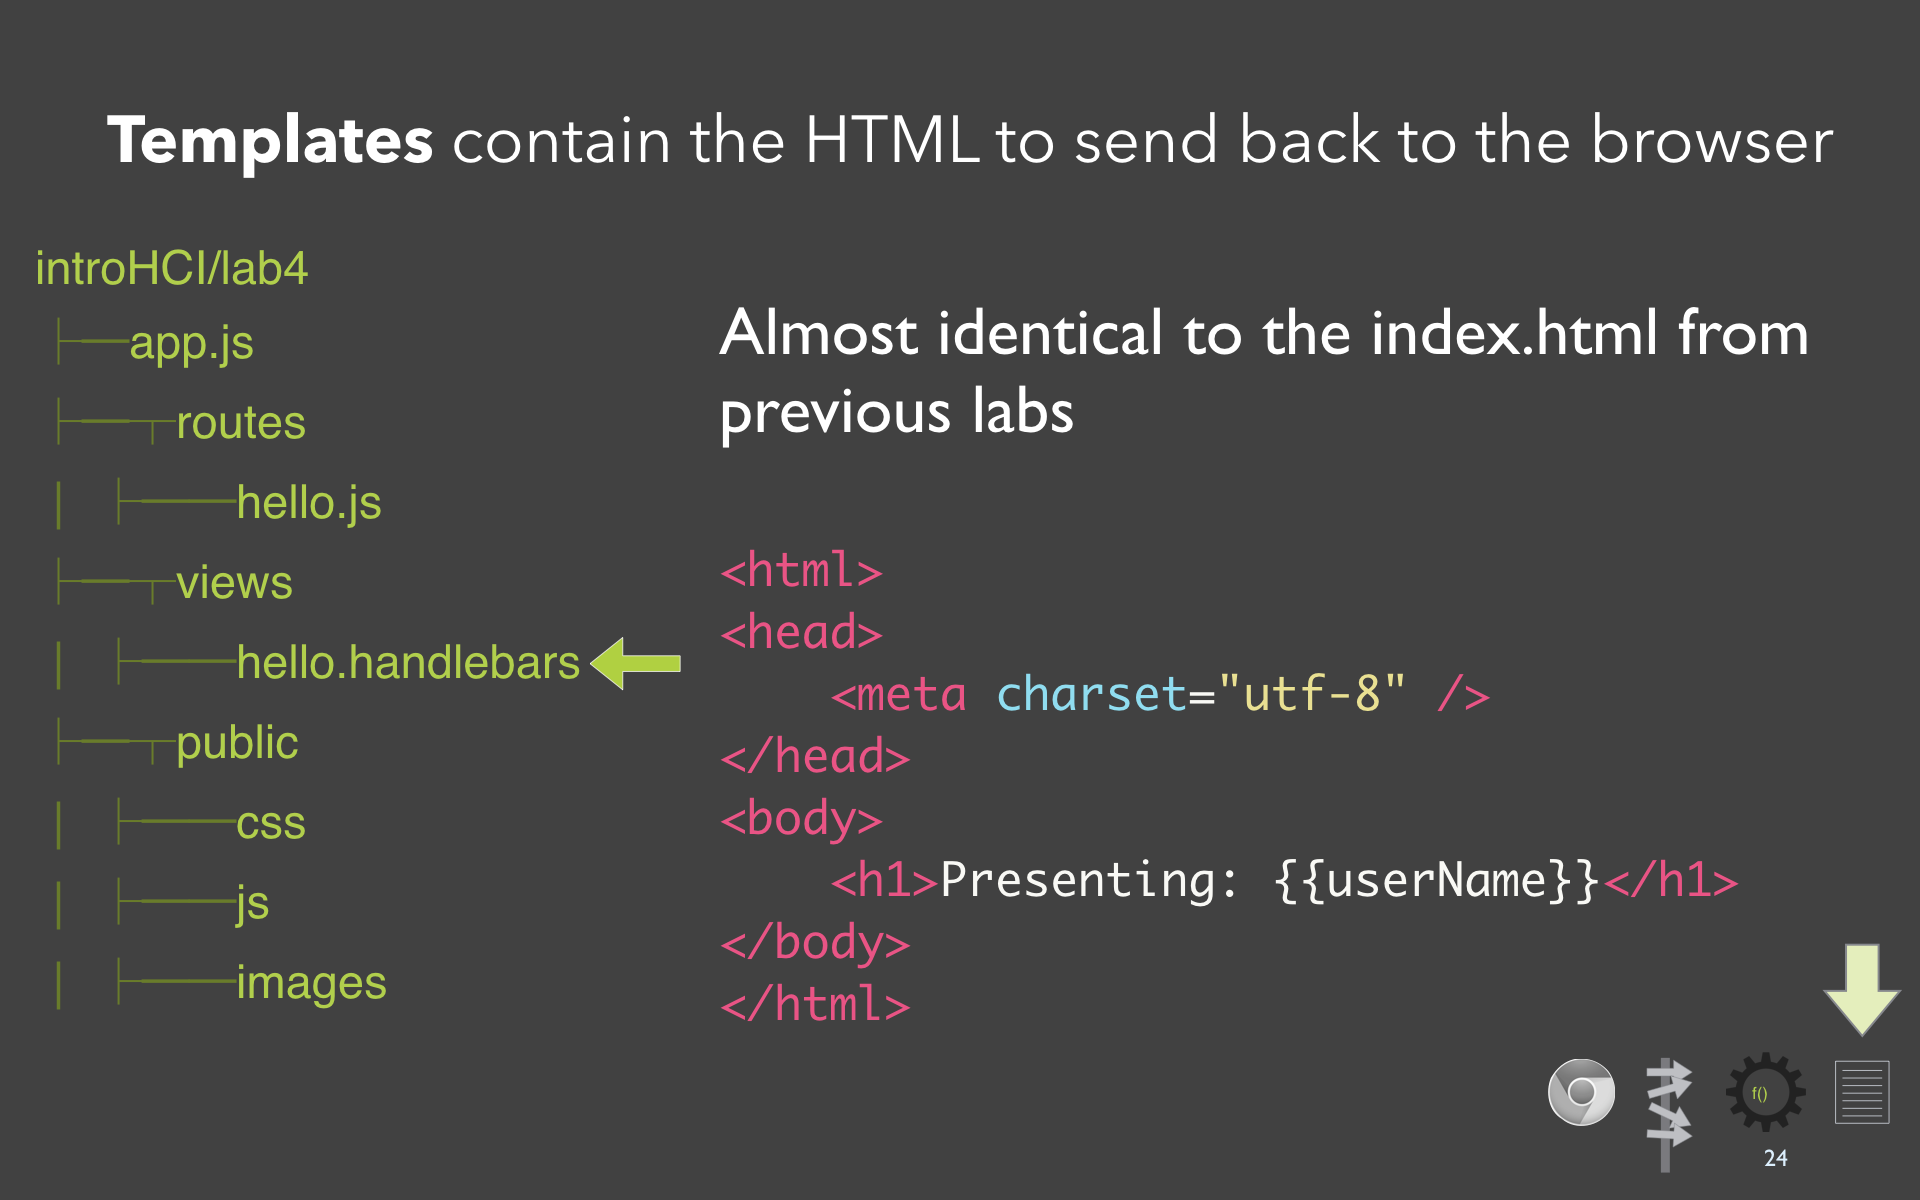 Templates contain the HTML to send back to the browser
introHCI/lab4
app.js
routes
hello.js
views
hello.handlebars
public
css
js
images
Almost identical to the index.html from
previous labs
<html>
<head>
    <meta charset="utf-8" />
</head>
<body>
    <h1>Presenting: {{userName}}</h1>
</body>
</html>
f()
24